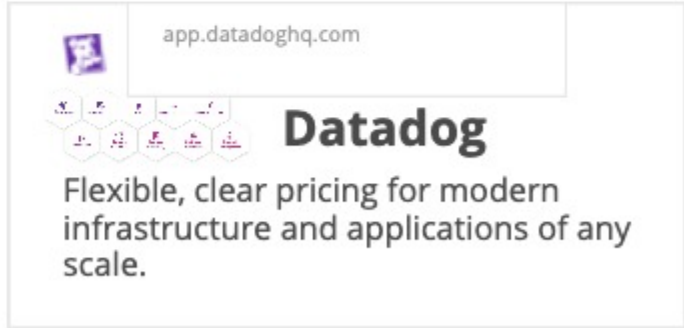 app.datadoghq.com
Datadog
Flexible, clear pricing for modern
infrastructure and applications of any
scale.